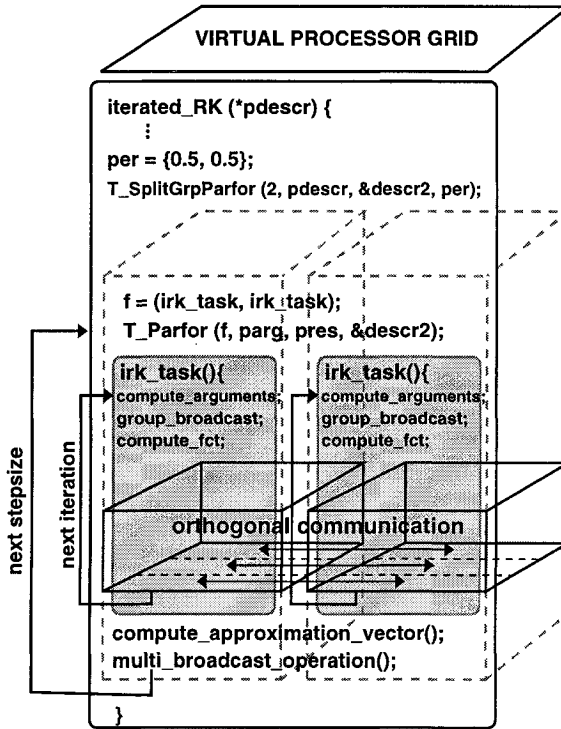 VIRTUAL PROCESSOR GRID
iterated_RK (*pdescr) {
⋮
per = {0.5, 0.5};
T_SplitGrpParfor (2, pdescr, &descr2, per);
f = (irk_task, irk_task);
T_Parfor (f, parg, pres, &descr2);
irk_task(){
compute_arguments;
group_broadcast;
compute_fct;
irk_task(){
compute_arguments;
group_broadcast;
compute_fct;
orthogonal communication
next stepsize
next iteration
compute_approximation_vector();
multi_broadcast_operation();
}